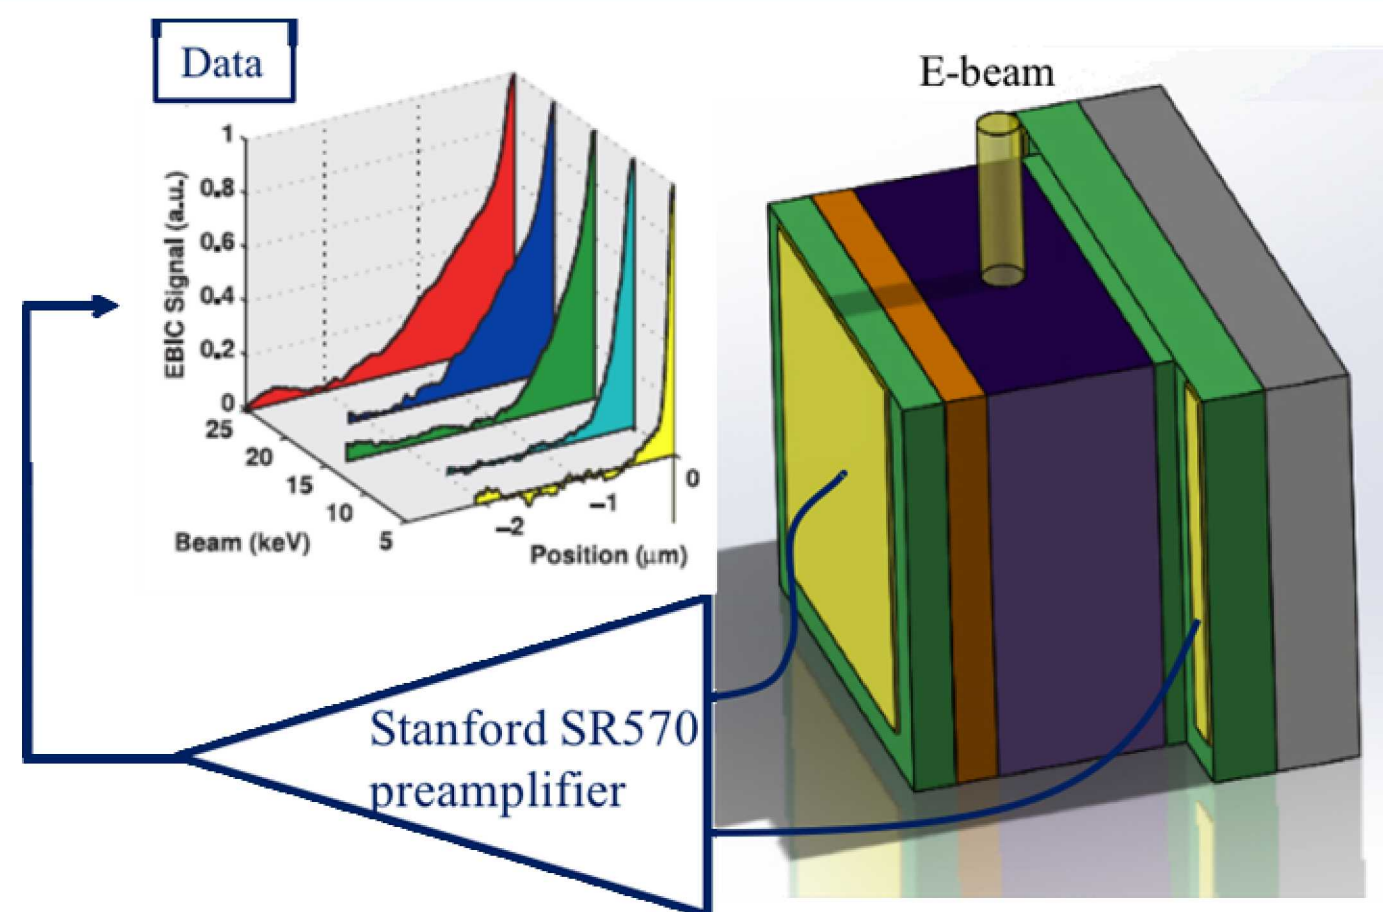 Data
E-beam
EBIC Signal (a.u.)
1
0.8
0.6
0.4
0.2
0
25
20
15
10
5
Beam (keV)
−2
−1
0
Position (μm)
Stanford SR570
preamplifier